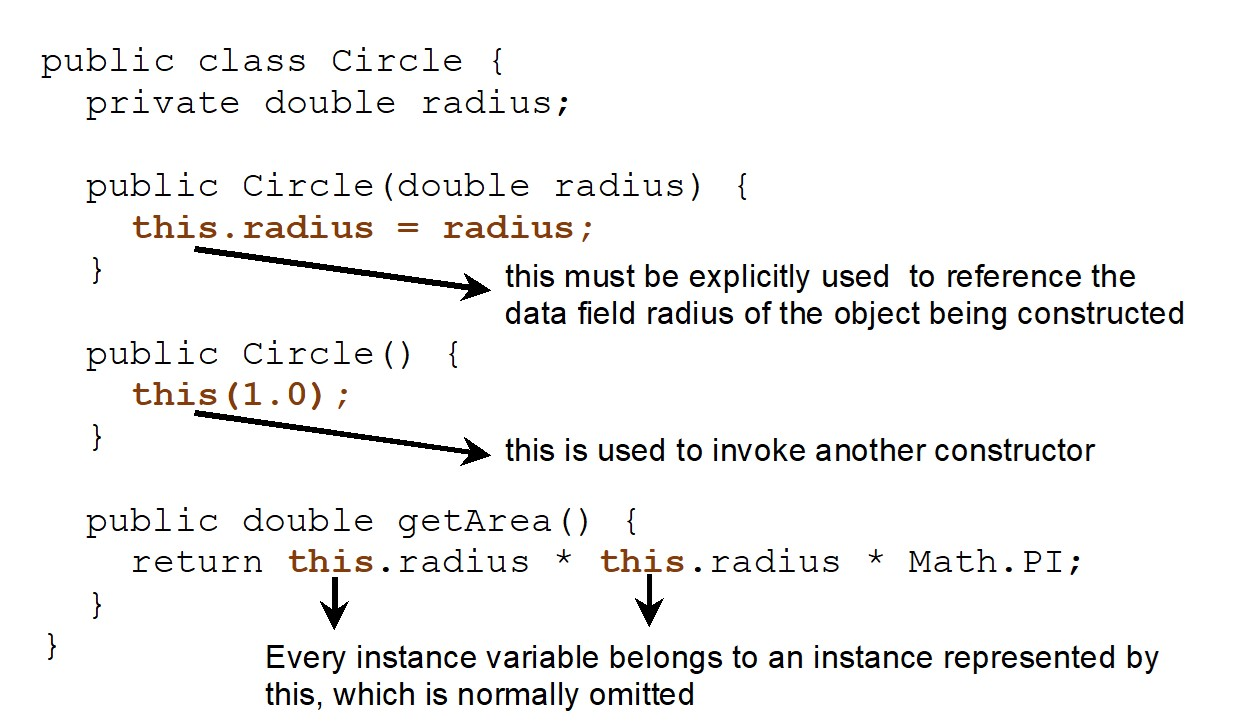 public class Circle {
private double radius;
public Circle(double radius) {
this.radius = radius;
}
this must be explicitly used to reference the
data field radius of the object being constructed
public Circle() {
this(1.0);
}
this is used to invoke another constructor
public double getArea() {
return this.radius * this.radius * Math.PI;
}
}
Every instance variable belongs to an instance represented by
this, which is normally omitted